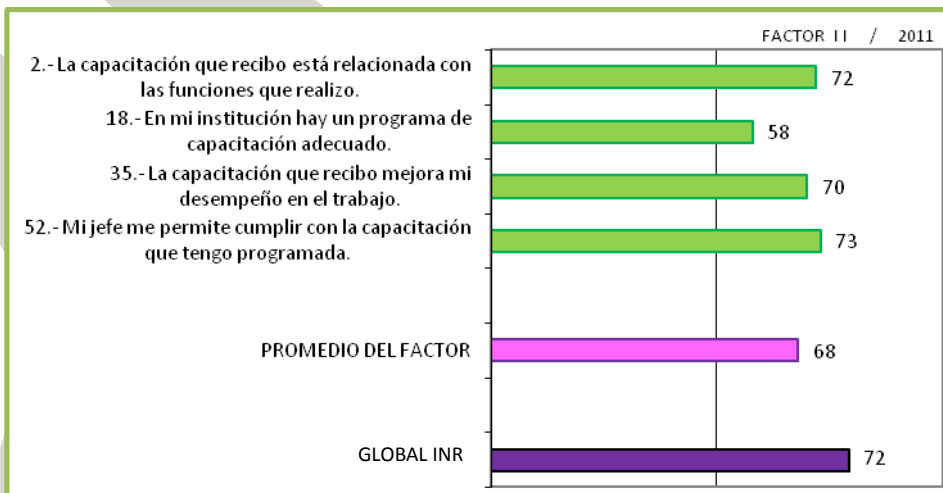 FACTOR II / 2011
2.- La capacitación que recibo está relacionada con
las funciones que realizo.
72
18.- En mi institución hay un programa de
capacitación adecuado.
58
35.- La capacitación que recibo mejora mi
desempeño en el trabajo.
70
52.- Mi jefe me permite cumplir con la capacitación
que tengo programada.
73
PROMEDIO DEL FACTOR
68
GLOBAL INR
72